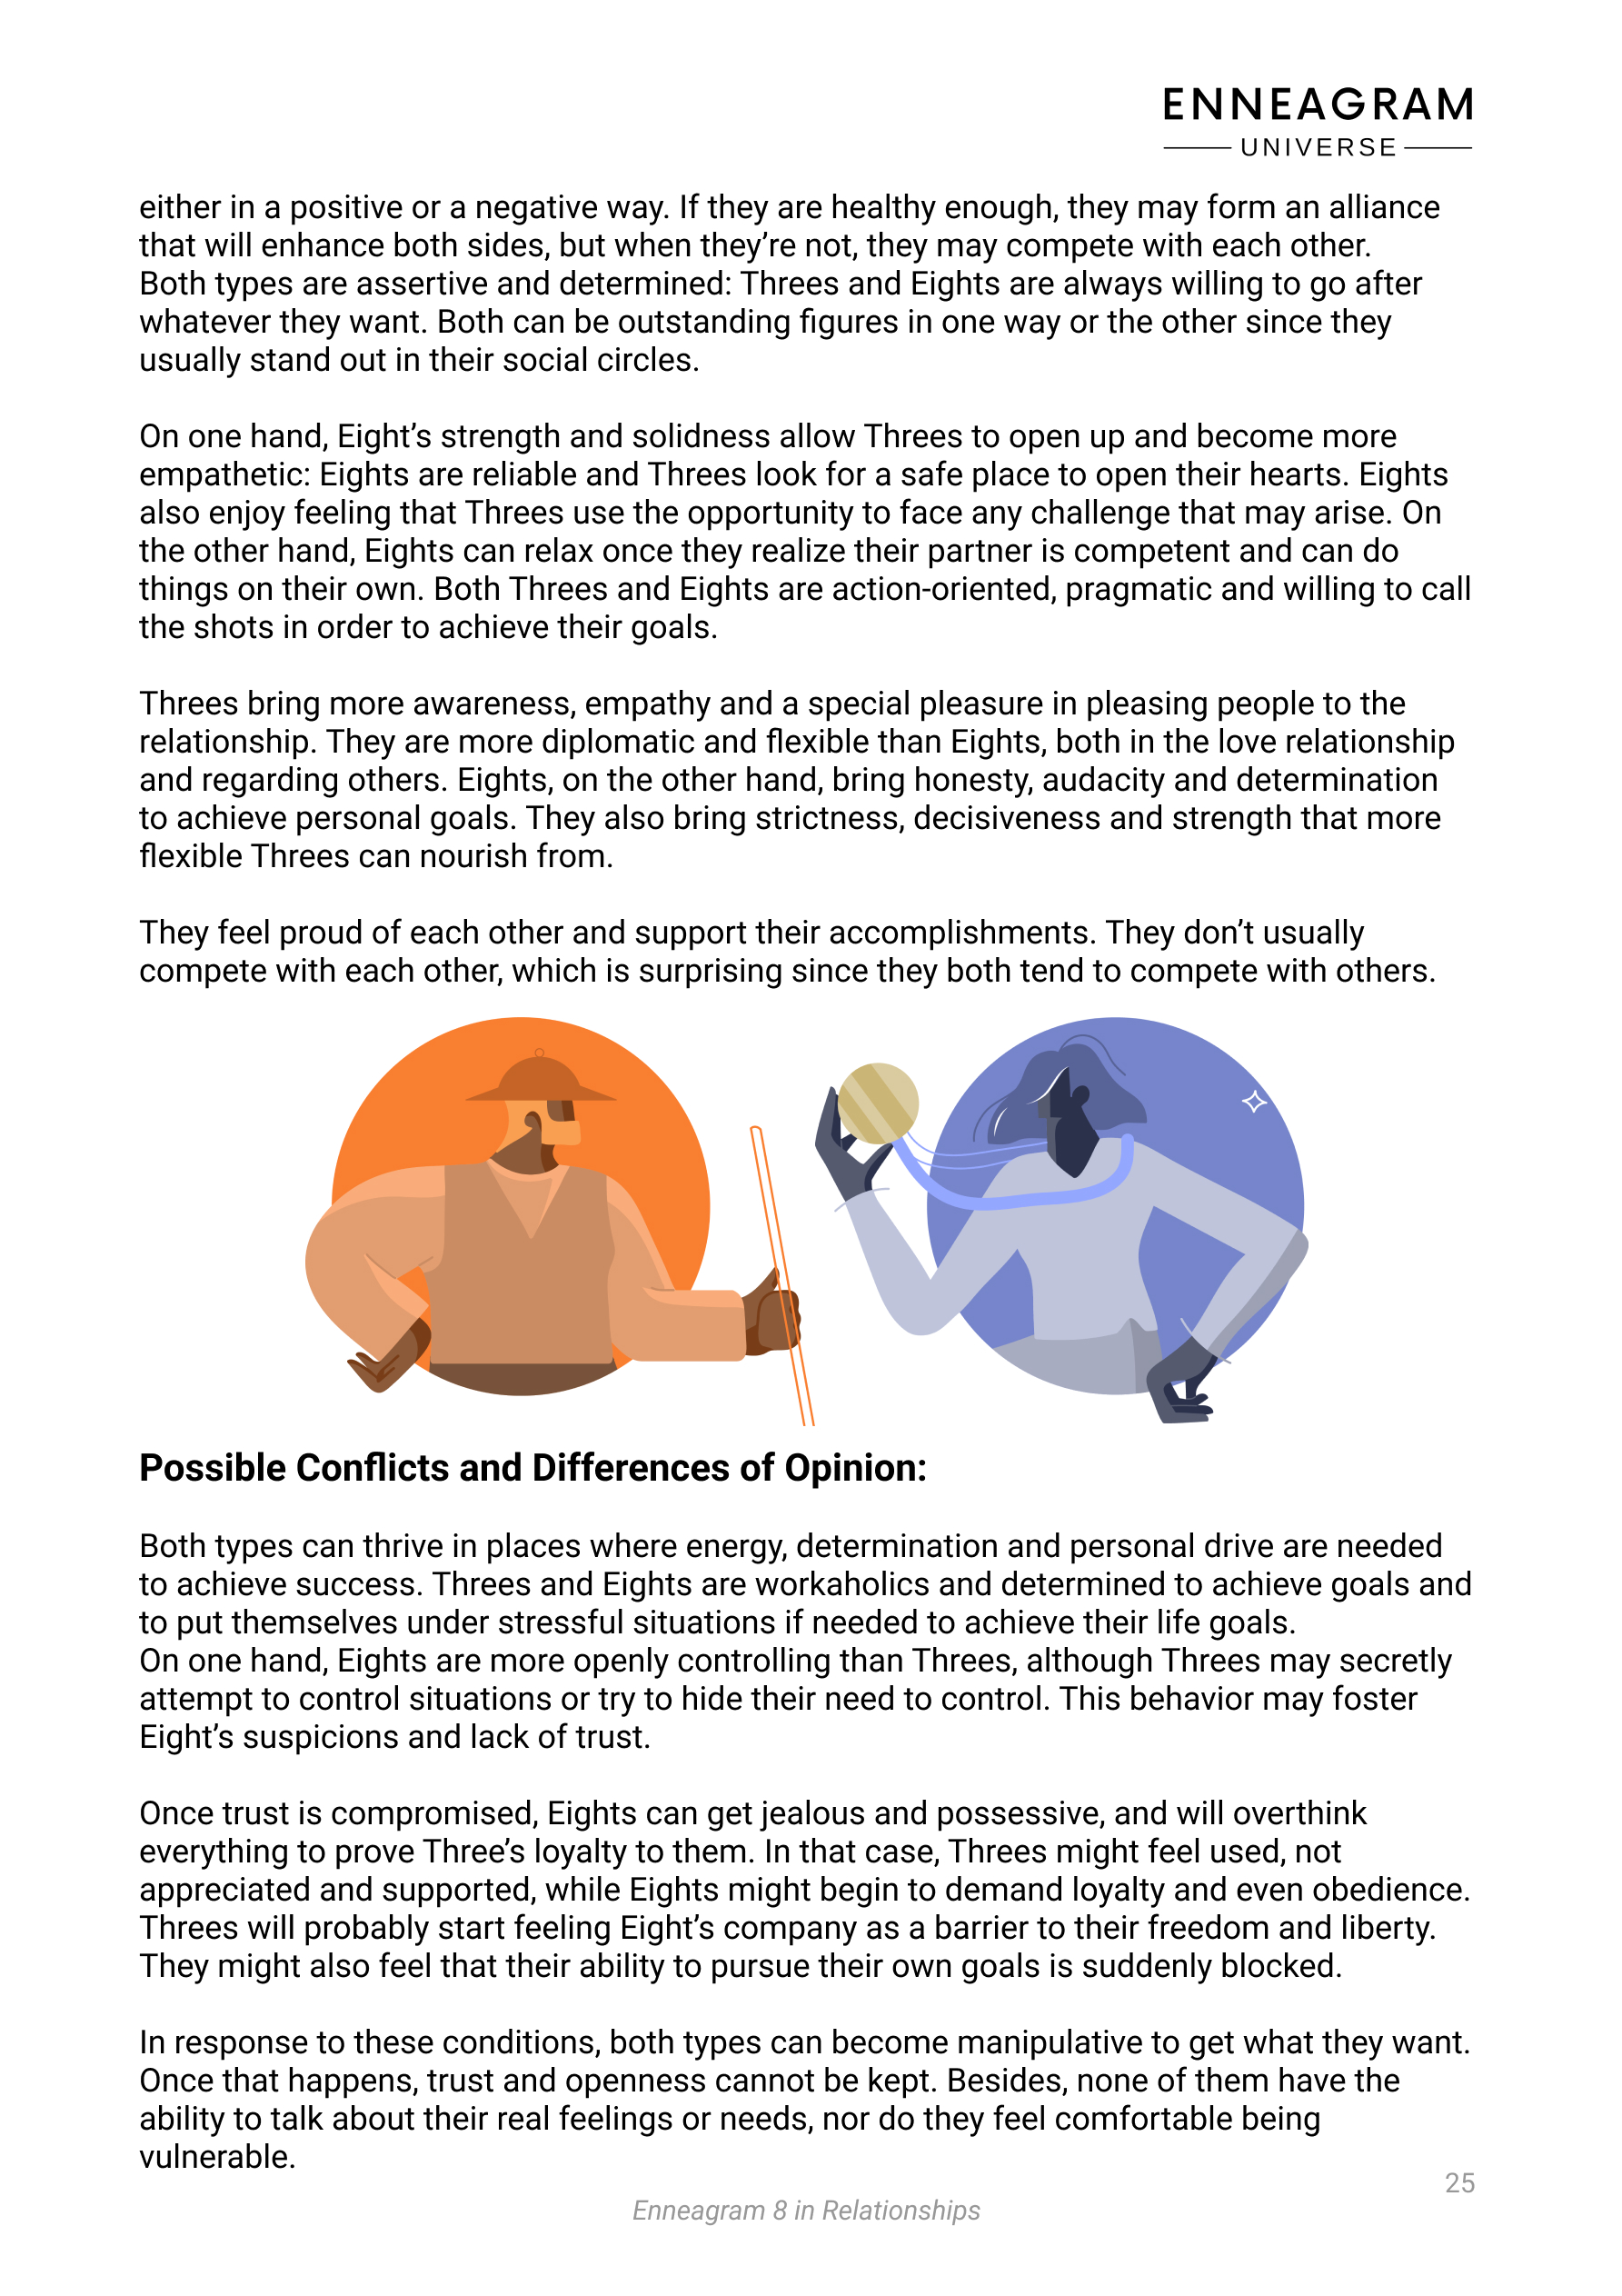 ENNEAGRAM
UNIVERSE
either in a positive or a negative way. If they are healthy enough, they may form an alliance
that will enhance both sides, but when they’re not, they may compete with each other.
Both types are assertive and determined: Threes and Eights are always willing to go after
whatever they want. Both can be outstanding figures in one way or the other since they
usually stand out in their social circles.
On one hand, Eight’s strength and solidness allow Threes to open up and become more
empathetic: Eights are reliable and Threes look for a safe place to open their hearts. Eights
also enjoy feeling that Threes use the opportunity to face any challenge that may arise. On
the other hand, Eights can relax once they realize their partner is competent and can do
things on their own. Both Threes and Eights are action-oriented, pragmatic and willing to call
the shots in order to achieve their goals.
Threes bring more awareness, empathy and a special pleasure in pleasing people to the
relationship. They are more diplomatic and flexible than Eights, both in the love relationship
and regarding others. Eights, on the other hand, bring honesty, audacity and determination
to achieve personal goals. They also bring strictness, decisiveness and strength that more
flexible Threes can nourish from.
They feel proud of each other and support their accomplishments. They don’t usually
compete with each other, which is surprising since they both tend to compete with others.
Possible Conflicts and Differences of Opinion:
Both types can thrive in places where energy, determination and personal drive are needed
to achieve success. Threes and Eights are workaholics and determined to achieve goals and
to put themselves under stressful situations if needed to achieve their life goals.
On one hand, Eights are more openly controlling than Threes, although Threes may secretly
attempt to control situations or try to hide their need to control. This behavior may foster
Eight’s suspicions and lack of trust.
Once trust is compromised, Eights can get jealous and possessive, and will overthink
everything to prove Three’s loyalty to them. In that case, Threes might feel used, not
appreciated and supported, while Eights might begin to demand loyalty and even obedience.
Threes will probably start feeling Eight’s company as a barrier to their freedom and liberty.
They might also feel that their ability to pursue their own goals is suddenly blocked.
In response to these conditions, both types can become manipulative to get what they want.
Once that happens, trust and openness cannot be kept. Besides, none of them have the
ability to talk about their real feelings or needs, nor do they feel comfortable being
vulnerable.
25
Enneagram 8 in Relationships